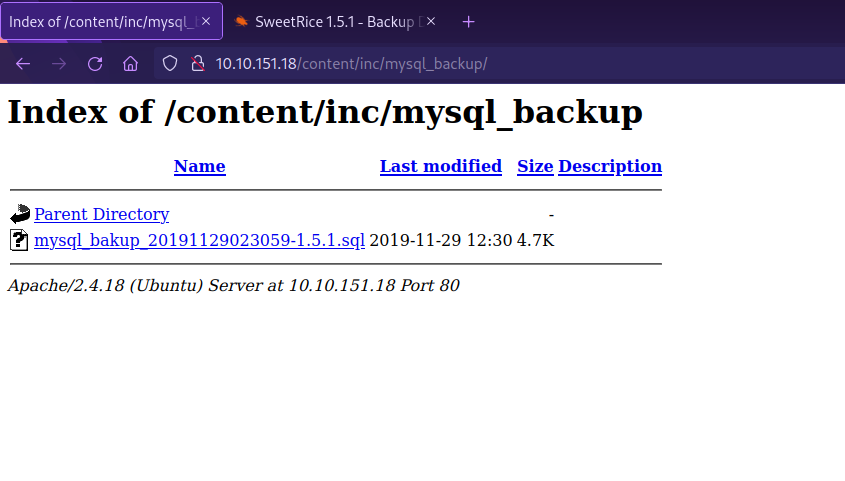 Index of /content/inc/mysql_ SweetRice 1.5.1 - Backup
10.10.151.18/content/inc/mysql_backup/
Index of /content/inc/mysql_backup
Name Last modified Size Description
Parent Directory -
mysql_bakup_20191129023059-1.5.1.sql 2019-11-29 12:30 4.7K
Apache/2.4.18 (Ubuntu) Server at 10.10.151.18 Port 80